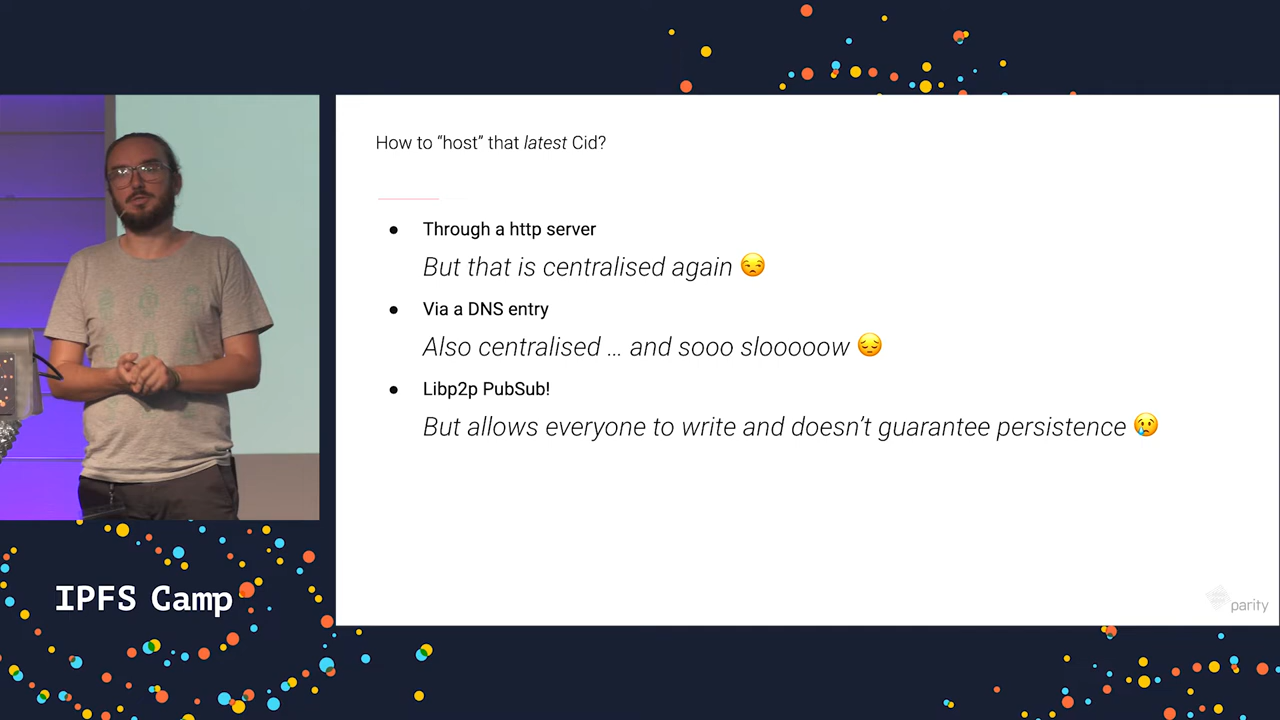 How to “host” that latest Cid?
● Through a http server
But that is centralised again 😒
● Via a DNS entry
Also centralised ... and sooo slooooow 😔
● Libp2p PubSub!
But allows everyone to write and doesn’t guarantee persistence 😢
IPFS Camp
parity